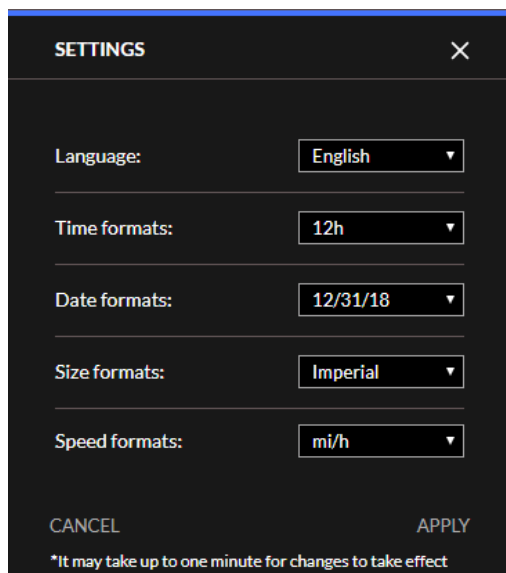 SETTINGS
Language: English
Time formats: 12h
Date formats: 12/31/18
Size formats: Imperial
Speed formats: mi/h
CANCEL APPLY
*It may take up to one minute for changes to take effect